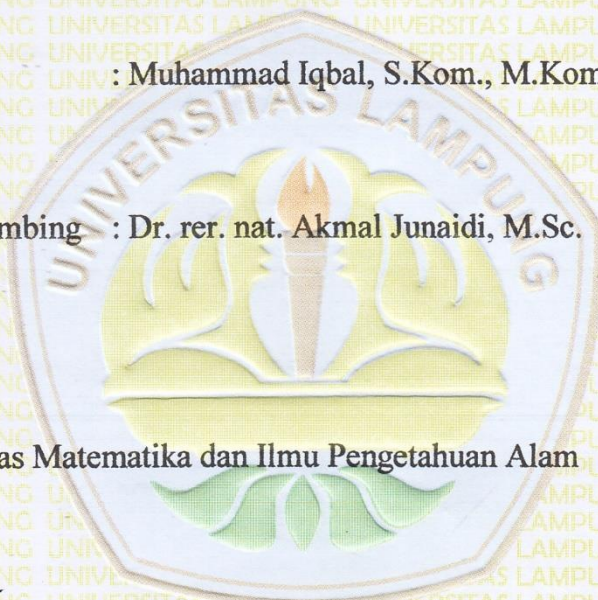 : Muhammad Iqbal, S.Kom., M.Kom
mbing : Dr. rer. nat. Akmal Junaidi, M.Sc.
UNIVERSITAS LAMPUNG
as Matematika dan Ilmu Pengetahuan Alam